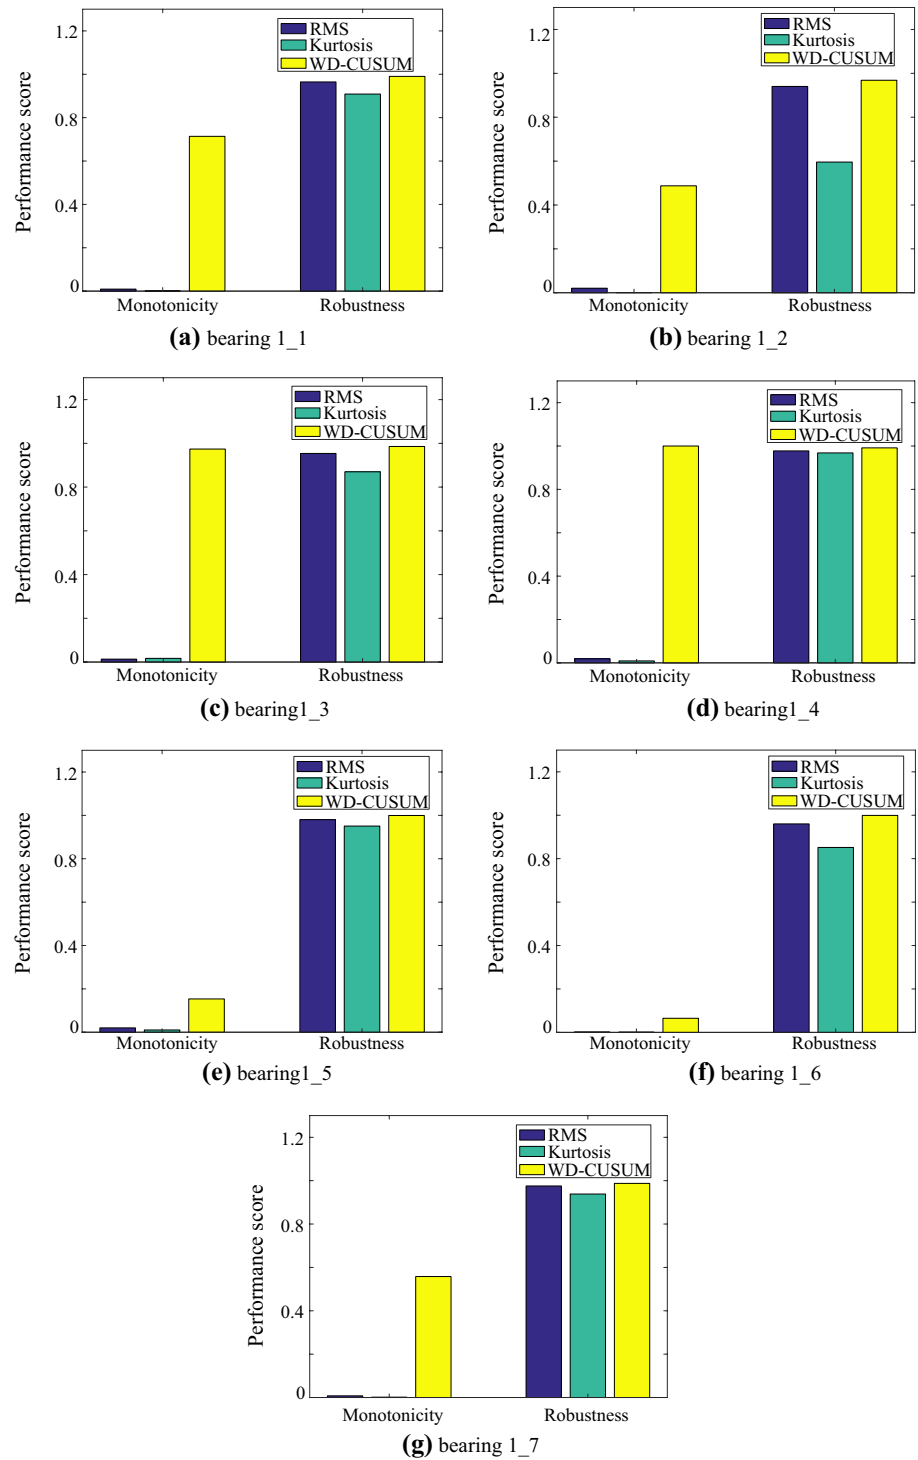 1.2
0.8
0.4
0
Performance score
RMS
Kurtosis
WD-CUSUM
Monotonicity
Robustness
(a) bearing 1_1
1.2
0.8
0.4
0
Performance score
RMS
Kurtosis
WD-CUSUM
Monotonicity
Robustness
(b) bearing 1_2
1.2
0.8
0.4
0
Performance score
RMS
Kurtosis
WD-CUSUM
Monotonicity
Robustness
(c) bearing1_3
1.2
0.8
0.4
0
Performance score
RMS
Kurtosis
WD-CUSUM
Monotonicity
Robustness
(d) bearing1_4
1.2
0.8
0.4
0
Performance score
RMS
Kurtosis
WD-CUSUM
Monotonicity
Robustness
(e) bearing1_5
1.2
0.8
0.4
0
Performance score
RMS
Kurtosis
WD-CUSUM
Monotonicity
Robustness
(f) bearing 1_6
1.2
0.8
0.4
0
Performance score
RMS
Kurtosis
WD-CUSUM
Monotonicity
Robustness
(g) bearing 1_7